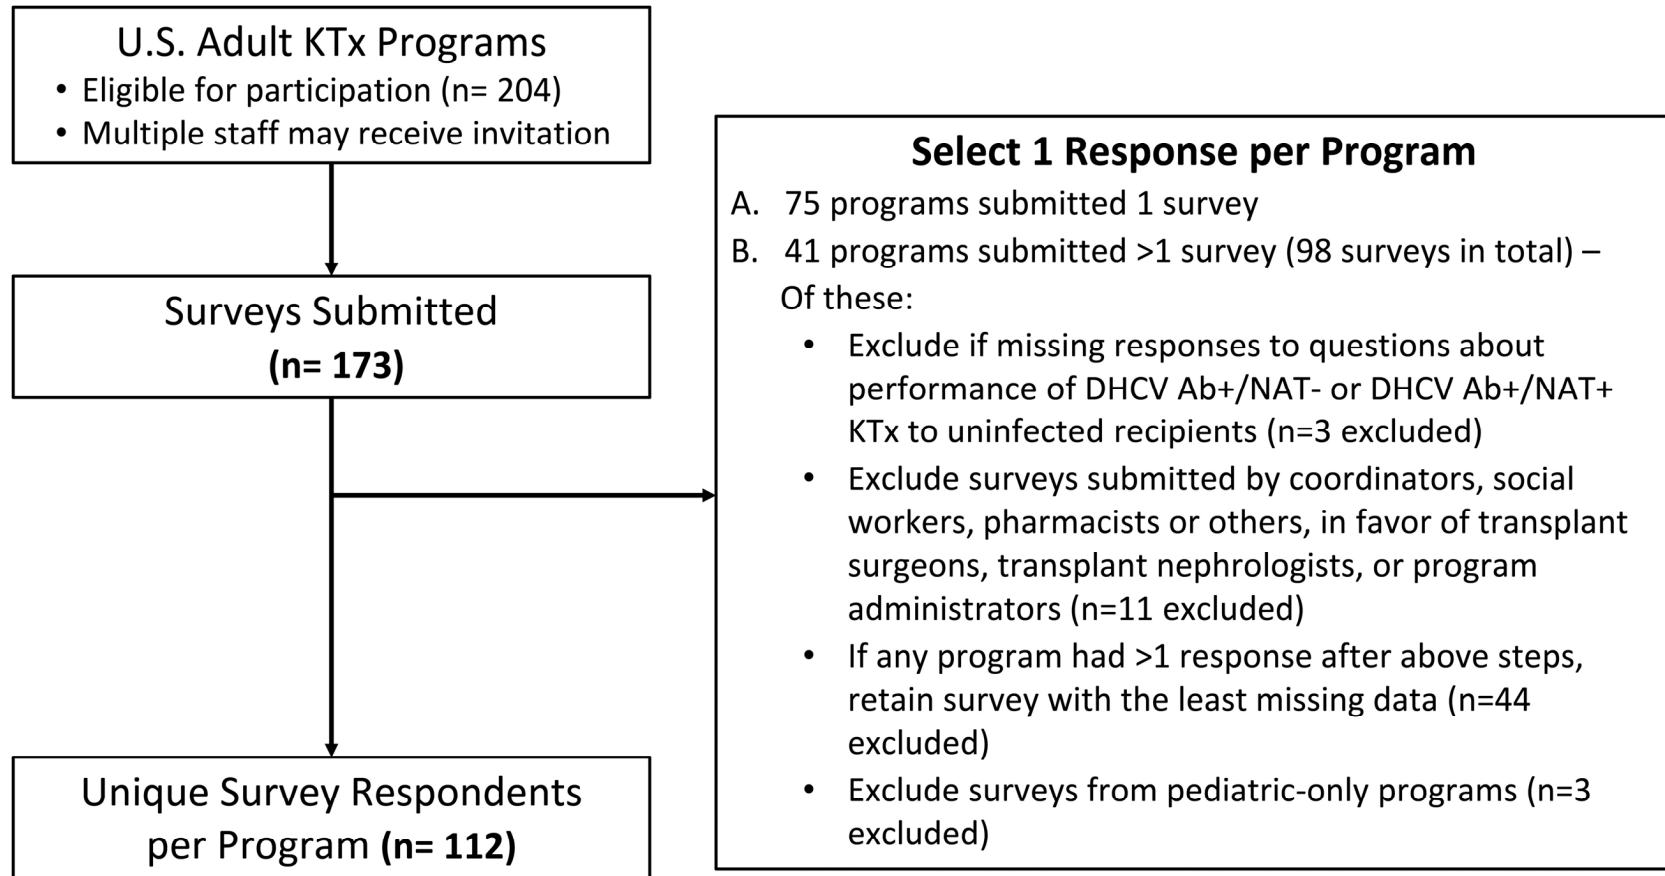 U.S. Adult KTx Programs
• Eligible for participation (n= 204)
• Multiple staff may receive invitation
Surveys Submitted
(n= 173)
Select 1 Response per Program
A. 75 programs submitted 1 survey
B. 41 programs submitted >1 survey (98 surveys in total) –
Of these:
• Exclude if missing responses to questions about
performance of DHCV Ab+/NAT- or DHCV Ab+/NAT+
KTx to uninfected recipients (n=3 excluded)
• Exclude surveys submitted by coordinators, social
workers, pharmacists or others, in favor of transplant
surgeons, transplant nephrologists, or program
administrators (n=11 excluded)
• If any program had >1 response after above steps,
retain survey with the least missing data (n=44
excluded)
• Exclude surveys from pediatric-only programs (n=3
excluded)
Unique Survey Respondents
per Program (n= 112)